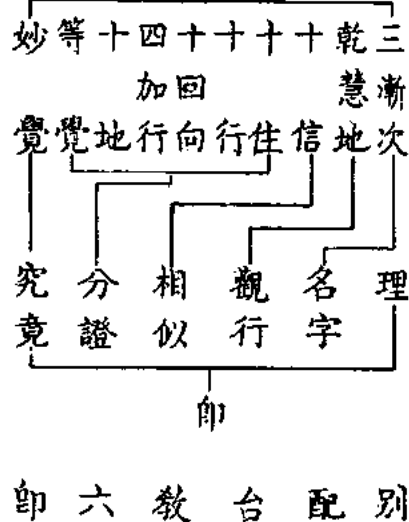 三漸次
乾慧地
十信
十住
十行
十回向
四加行
十地
等覺
妙覺
理
名字
觀行
相似
分證
究竟
卽
別配台教六卽